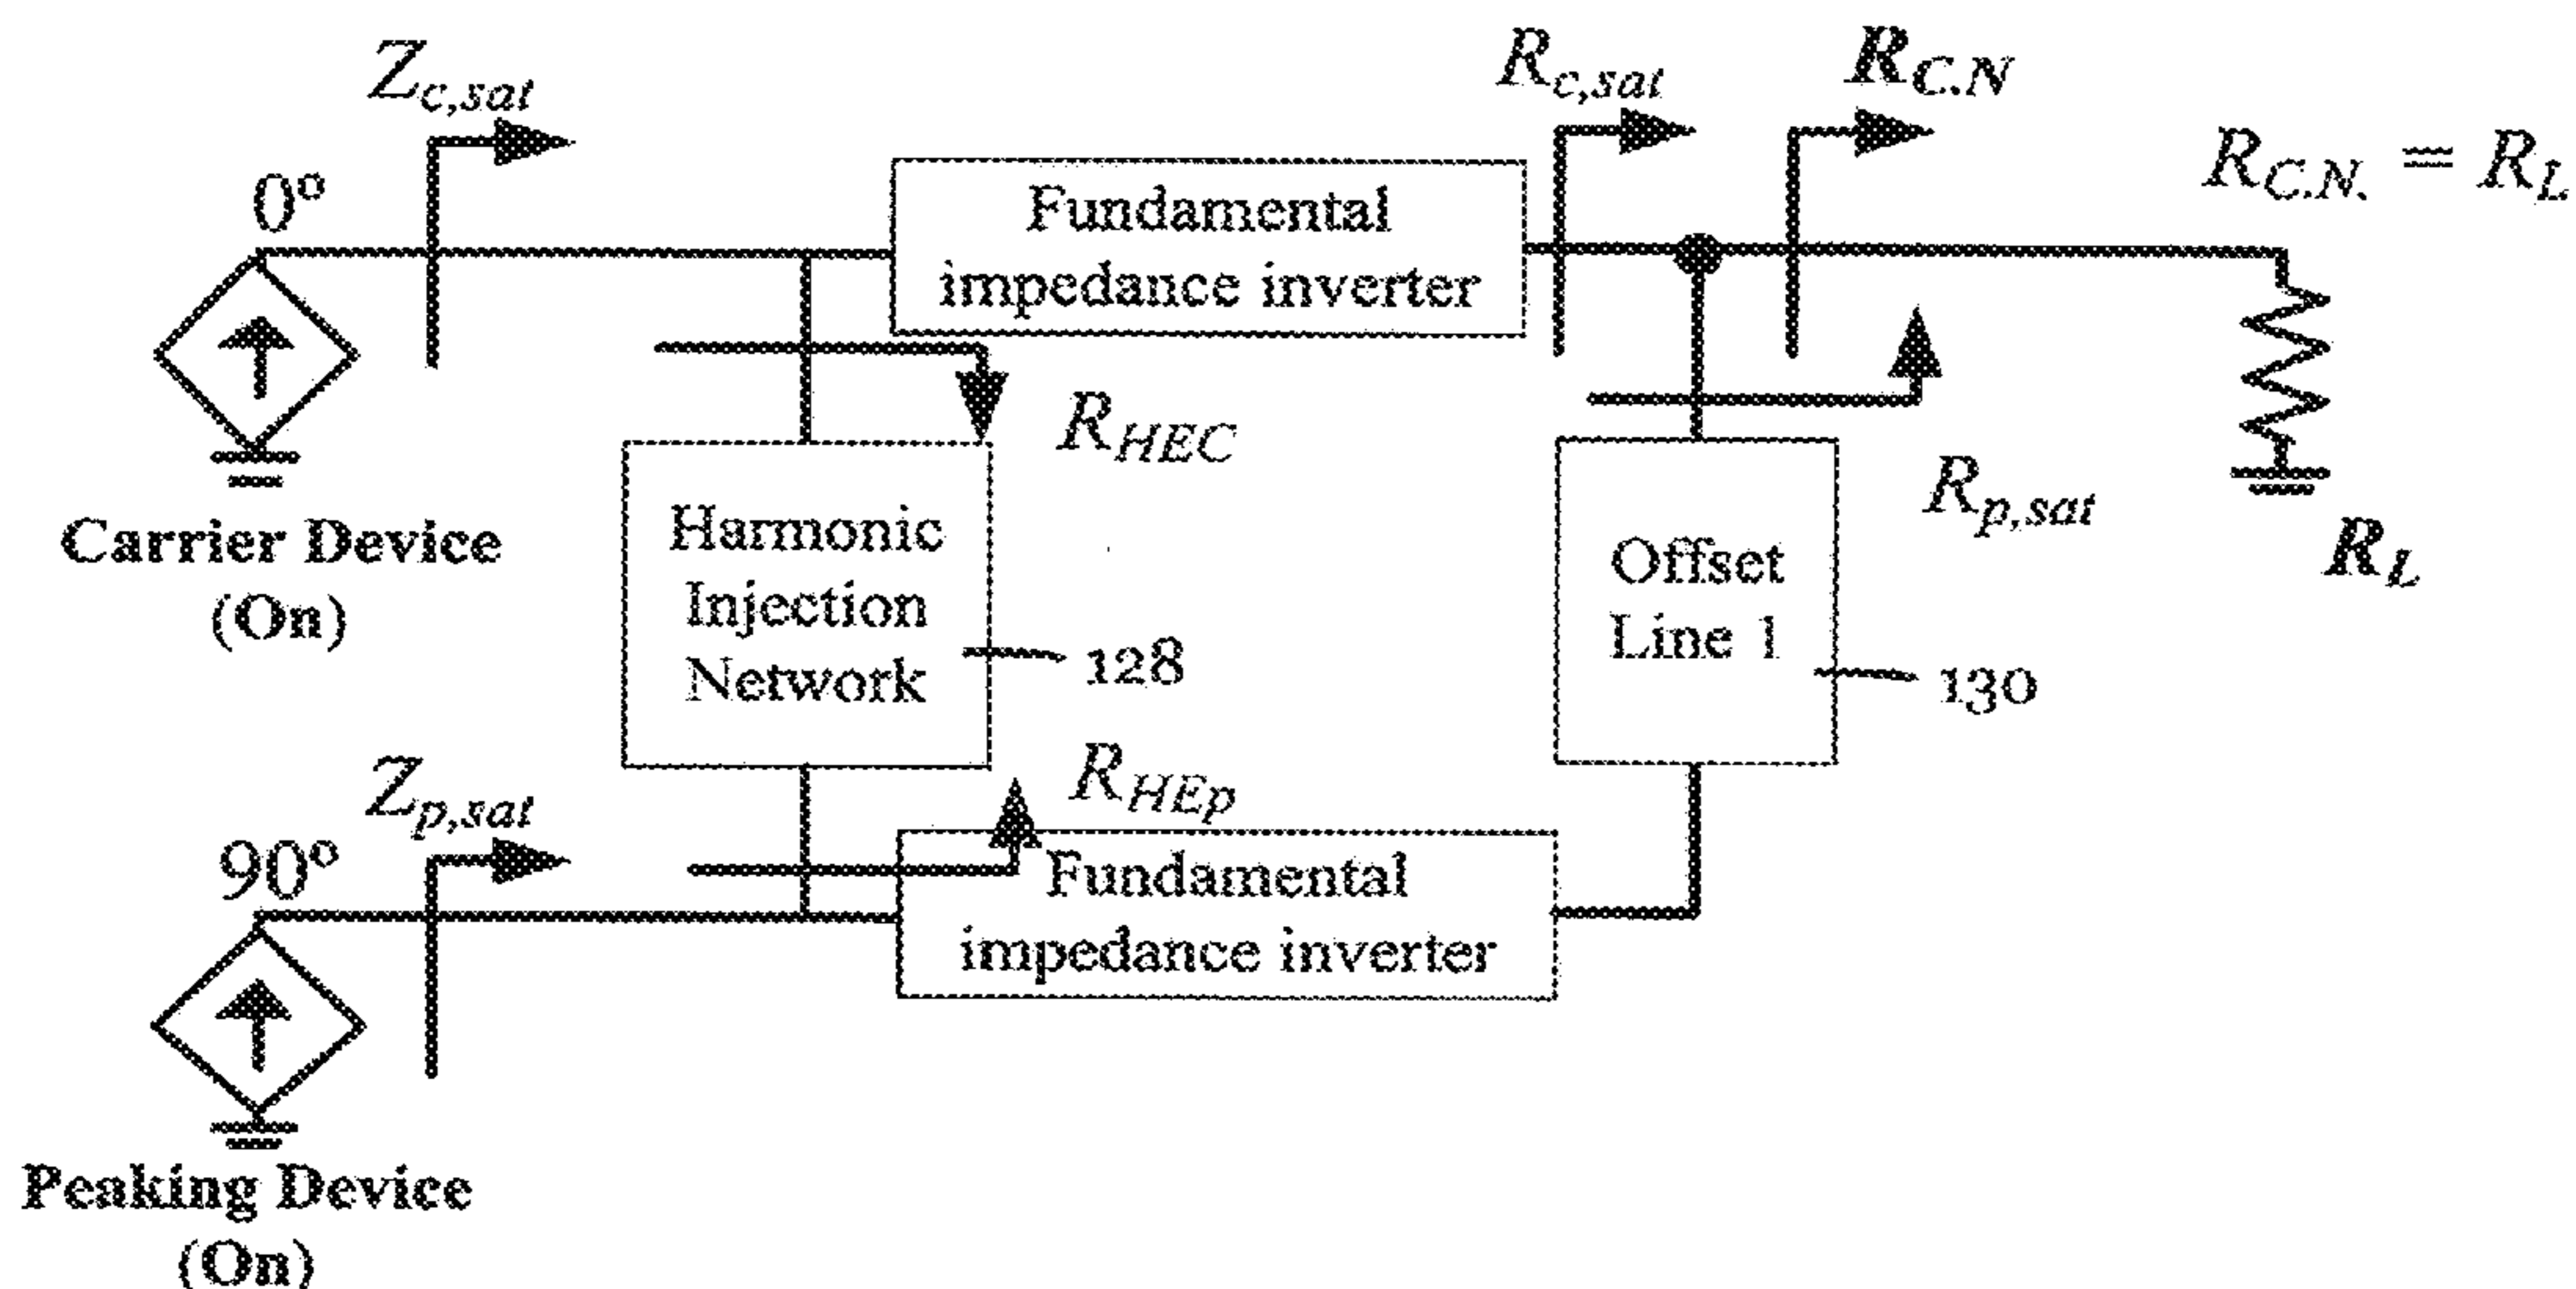 Z_{c,sat}
R_{c,sat}
R_{C.N}
R_{C.N.} = R_L
0°
Fundamental
impedance inverter
R_{HEC}
R_{p,sat}
R_L
Carrier Device
(On)
Harmonic
Injection
Network
128
Offset
Line 1
130
Z_{p,sat}
R_{HEp}
90°
Fundamental
impedance inverter
Peaking Device
(On)